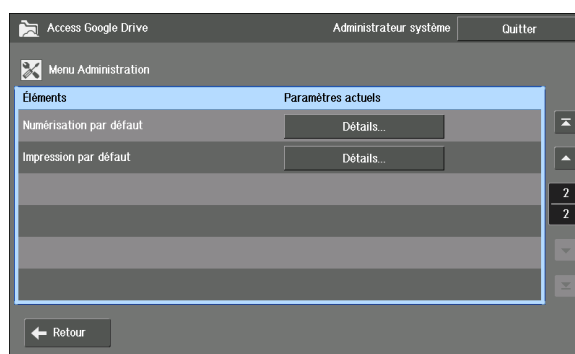 Access Google Drive Administrateur système Quitter
Menu Administration
Éléments Paramètres actuels
Numérisation par défaut Détails...
Impression par défaut Détails...
2
2
Retour